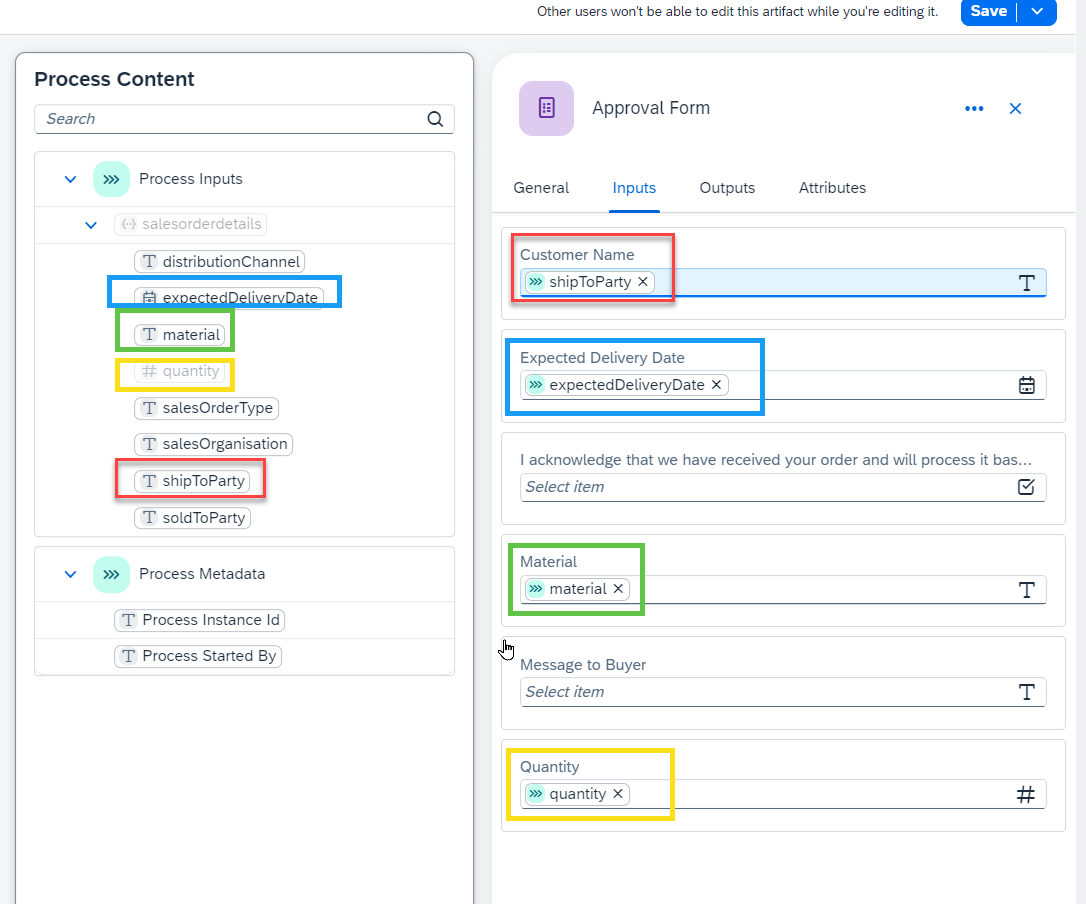 Other users won't be able to edit this artifact while you're editing it.
Save
Process Content
Search
Process Inputs
salesorderdetails
distributionChannel
expectedDeliveryDate
material
quantity
salesOrderType
salesOrganisation
shipToParty
soldToParty
Process Metadata
Process Instance Id
Process Started By
Approval Form
General Inputs Outputs Attributes
Customer Name
shipToParty
Expected Delivery Date
expectedDeliveryDate
I acknowledge that we have received your order and will process it bas...
Select item
Material
material
Message to Buyer
Select item
Quantity
quantity